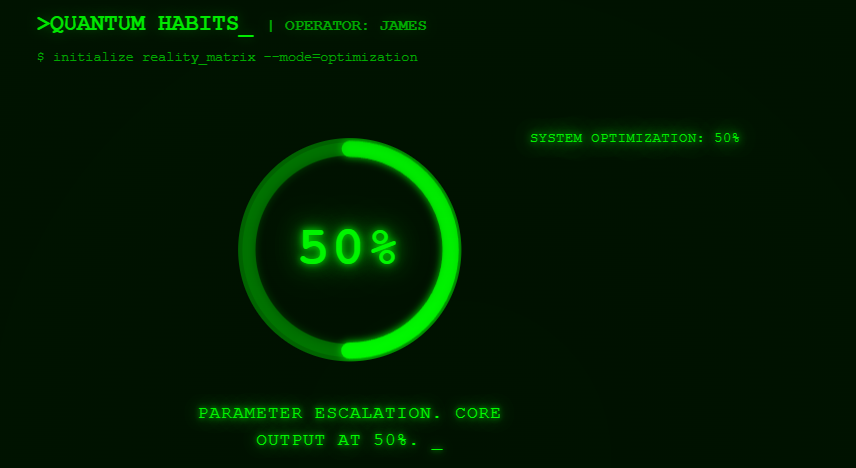 >QUANTUM HABITS_ | OPERATOR: JAMES
$ initialize reality_matrix --mode=optimization
SYSTEM OPTIMIZATION: 50%
50%
PARAMETER ESCALATION. CORE
OUTPUT AT 50%. _